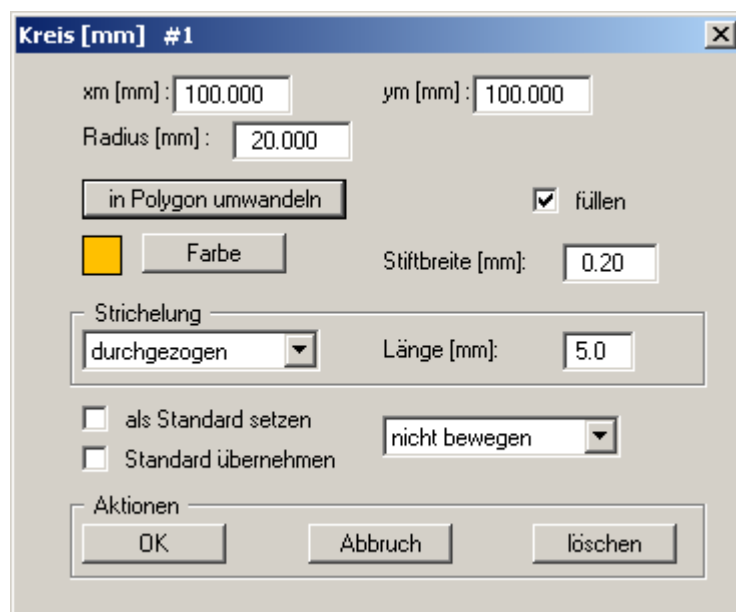 Kreis [mm] #1
xm [mm] : 100.000 ym [mm] : 100.000
Radius [mm] : 20.000
in Polygon umwandeln füllen
Farbe Stiftbreite [mm]: 0.20
Strichelung
durchgezogen Länge [mm]: 5.0
als Standard setzen
nicht bewegen
Standard übernehmen
Aktionen
OK Abbruch löschen